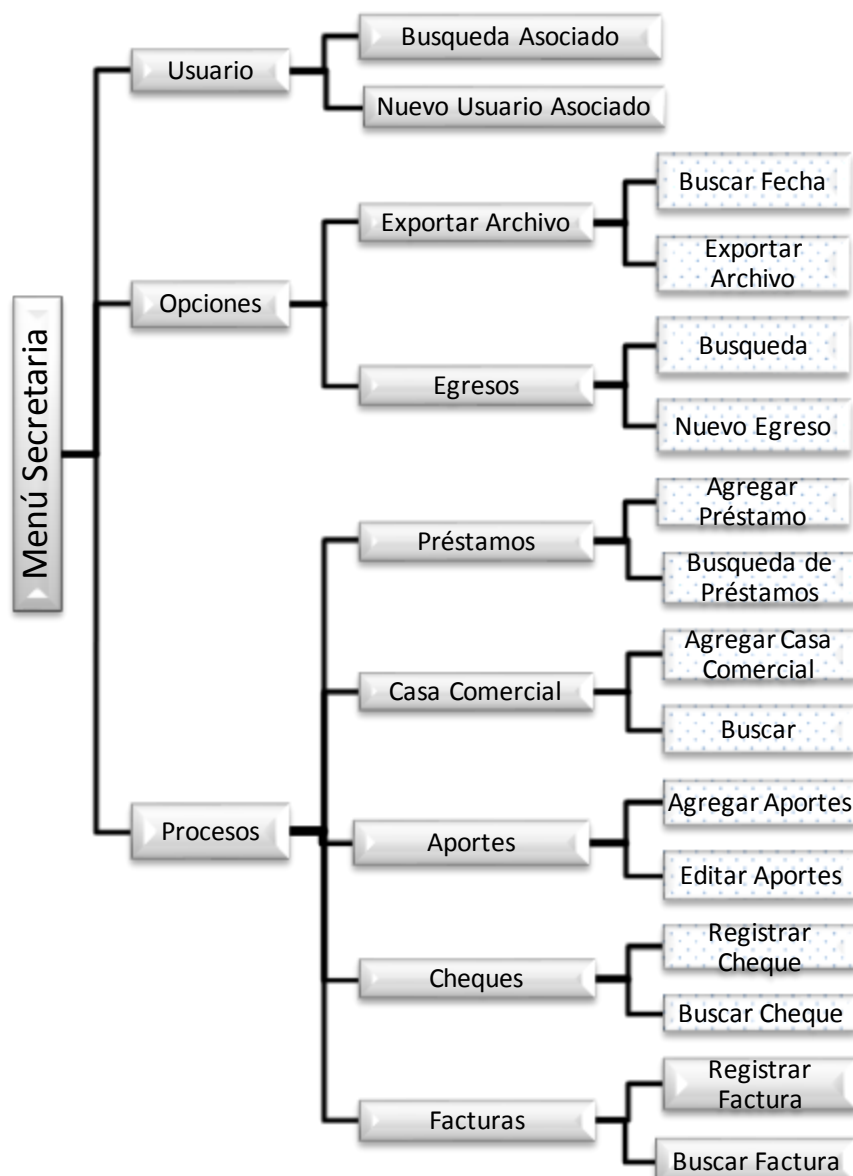 Menú Secretaria
Usuario
Busqueda Asociado
Nuevo Usuario Asociado
Opciones
Exportar Archivo
Buscar Fecha
Exportar
Archivo
Egresos
Busqueda
Nuevo Egreso
Procesos
Préstamos
Agregar
Préstamo
Busqueda de
Préstamos
Casa Comercial
Agregar Casa
Comercial
Buscar
Aportes
Agregar Aportes
Editar Aportes
Cheques
Registrar
Cheque
Buscar Cheque
Facturas
Registrar
Factura
Buscar Factura